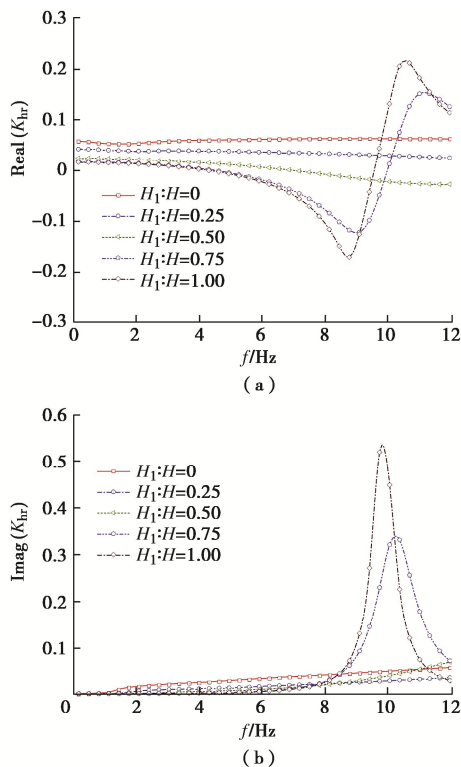 0.3
0.2
0.1
0
−0.1
−0.2
−0.3
Real (Khr)
H1∶H=0
H1∶H=0.25
H1∶H=0.50
H1∶H=0.75
H1∶H=1.00
0 2 4 6 8 10 12
f/Hz
( a )
0.6
0.5
0.4
0.3
0.2
0.1
Imag (Khr)
H1∶H=0
H1∶H=0.25
H1∶H=0.50
H1∶H=0.75
H1∶H=1.00
0 2 4 6 8 10 12
f/Hz
( b )